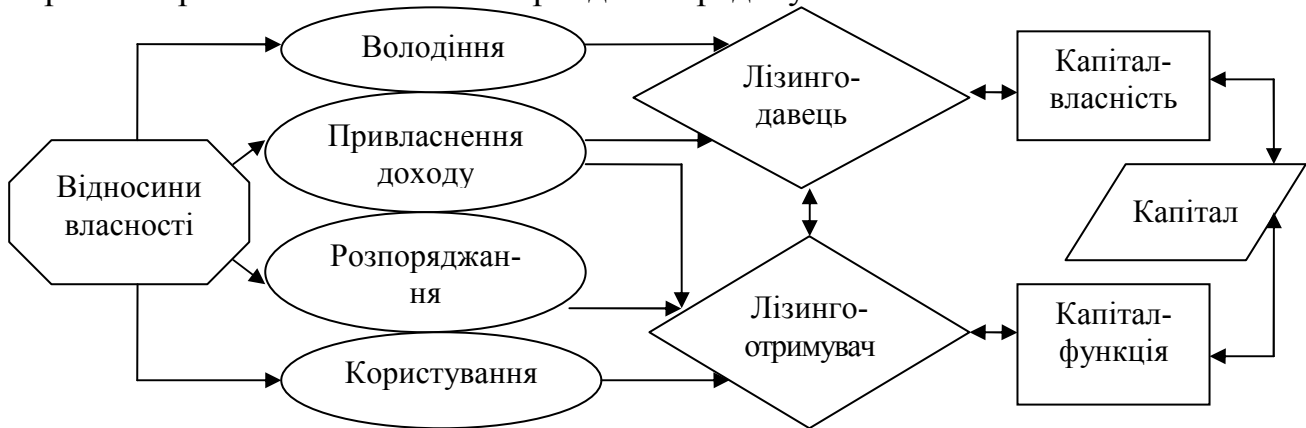 Володіння
Привласнення
доходу
Розпоряджан-
ня
Користування
Відносини
власності
Лізинго-
давець
Лізинго-
отримувач
Капітал-
власність
Капітал-
функція
Капітал